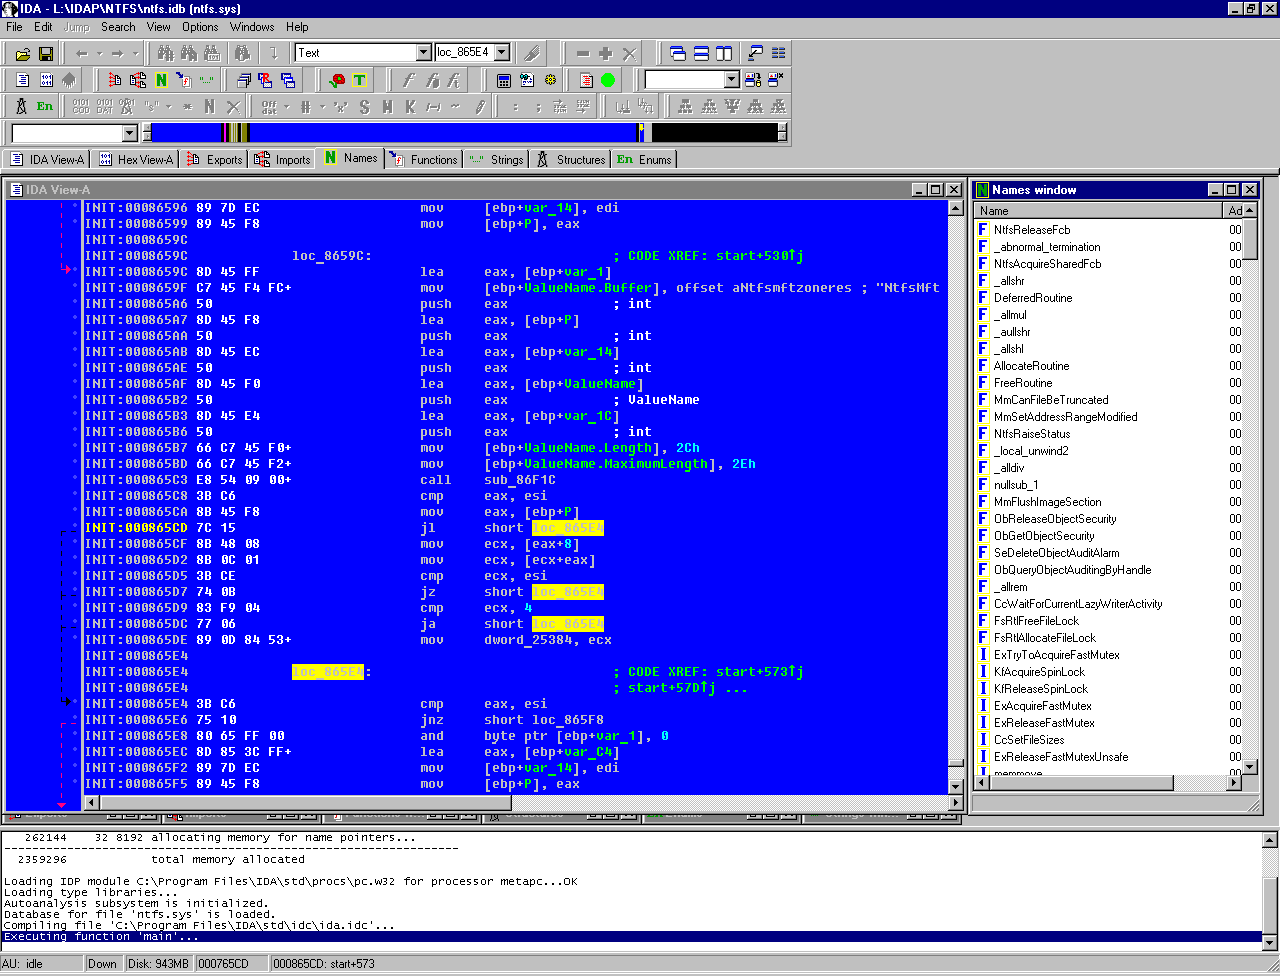 IDA - L:\IDAP\NTFS\ntfs.idb (ntfs.sys)
File Edit Jump Search View Options Windows Help
Text loc_865E4
En
IDA View-A Hex View-A Exports Imports N Names Functions Strings Structures En Enums
IDA View-A
INIT:00086596 89 7D EC mov [ebp+var_14], edi
INIT:00086599 89 45 F8 mov [ebp+P], eax
INIT:0008659C
INIT:0008659C loc_8659C: ; CODE XREF: start+530↑j
INIT:0008659C 8D 45 FF lea eax, [ebp+var_1]
INIT:0008659F C7 45 F4 FC+ mov [ebp+ValueName.Buffer], offset aNtfsmftzoneres ; "NtfsMft
INIT:000865A6 50 push eax ; int
INIT:000865A7 8D 45 F8 lea eax, [ebp+P]
INIT:000865AA 50 push eax ; int
INIT:000865AB 8D 45 EC lea eax, [ebp+var_14]
INIT:000865AE 50 push eax ; int
INIT:000865AF 8D 45 F0 lea eax, [ebp+ValueName]
INIT:000865B2 50 push eax ; ValueName
INIT:000865B3 8D 45 E4 lea eax, [ebp+var_1C]
INIT:000865B6 50 push eax ; int
INIT:000865B7 66 C7 45 F0+ mov [ebp+ValueName.Length], 2Ch
INIT:000865BD 66 C7 45 F2+ mov [ebp+ValueName.MaximumLength], 2Eh
INIT:000865C3 E8 54 09 00+ call sub_86F1C
INIT:000865C8 3B C6 cmp eax, esi
INIT:000865CA 8B 45 F8 mov eax, [ebp+P]
INIT:000865CD 7C 15 jl short loc_865E4
INIT:000865CF 8B 48 08 mov ecx, [eax+8]
INIT:000865D2 8B 0C 01 mov ecx, [ecx+eax]
INIT:000865D5 3B CE cmp ecx, esi
INIT:000865D7 74 0B jz short loc_865E4
INIT:000865D9 83 F9 04 cmp ecx, 4
INIT:000865DC 77 06 ja short loc_865E4
INIT:000865DE 89 0D 84 53+ mov dword_25384, ecx
INIT:000865E4
INIT:000865E4 loc_865E4: ; CODE XREF: start+573↑j
INIT:000865E4 ; start+57D↑j ...
INIT:000865E4 3B C6 cmp eax, esi
INIT:000865E6 75 10 jnz short loc_865F8
INIT:000865E8 80 65 FF 00 and byte ptr [ebp+var_1], 0
INIT:000865EC 8D 85 3C FF+ lea eax, [ebp+var_C4]
INIT:000865F2 89 7D EC mov [ebp+var_14], edi
INIT:000865F5 89 45 F8 mov [ebp+P], eax
Names window
Name Ad
F NtfsReleaseFcb 00
F _abnormal_termination 00
F NtfsAcquireSharedFcb 00
F _allshr 00
F DeferredRoutine 00
F _allmul 00
F _aullshr 00
F _allshl 00
F AllocateRoutine 00
F FreeRoutine 00
F MmCanFileBeTruncated 00
F MmSetAddressRangeModified 00
F NtfsRaiseStatus 00
F _local_unwind2 00
F _alldiv 00
F nullsub_1 00
F MmFlushImageSection 00
F ObReleaseObjectSecurity 00
F ObGetObjectSecurity 00
F SeDeleteObjectAuditAlarm 00
F ObQueryObjectAuditingByHandle 00
F _allrem 00
F CcWaitForCurrentLazyWriterActivity 00
F FsRtlFreeFileLock 00
F FsRtlAllocateFileLock 00
I ExTryToAcquireFastMutex 00
I KfAcquireSpinLock 00
I KfReleaseSpinLock 00
I ExAcquireFastMutex 00
I ExReleaseFastMutex 00
I CcSetFileSizes 00
I ExReleaseFastMutexUnsafe 00
I memmove 00
262144 32 8192 allocating memory for name pointers...
-----------------------------------------------------------------
2359296 total memory allocated
Loading IDP module C:\Program Files\IDA\std\procs\pc.w32 for processor metapc...OK
Loading type libraries...
Autoanalysis subsystem is initialized.
Database for file 'ntfs.sys' is loaded.
Compiling file 'C:\Program Files\IDA\std\idc\ida.idc'...
Executing function 'main'...
AU: idle Down Disk: 943MB 000765CD 000865CD: start+573